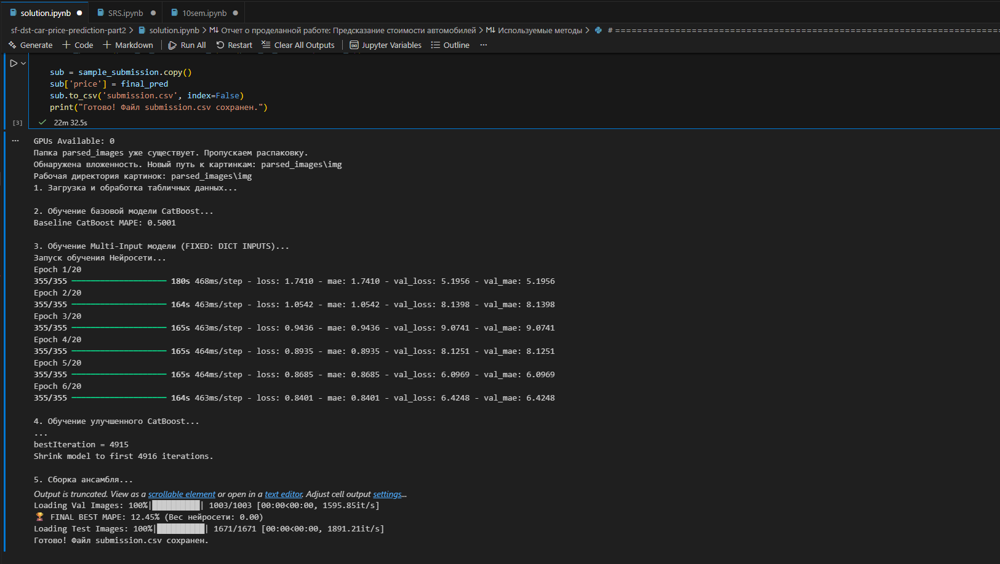 solution.ipynb ● SRS.ipynb ● 10sem.ipynb ●
sf-dst-car-price-prediction-part2 > solution.ipynb > M↓ Отчет о проделанной работе: Предсказание стоимости автомобилей > M↓ Используемые методы > # ====================================================================================
Generate + Code + Markdown | Run All Restart Clear All Outputs | Jupyter Variables Outline ...
sub = sample_submission.copy()
sub['price'] = final_pred
sub.to_csv('submission.csv', index=False)
print("Готово! Файл submission.csv сохранен.")
[3] ✓ 22m 32.5s
... GPUs Available: 0
Папка parsed_images уже существует. Пропускаем распаковку.
Обнаружена вложенность. Новый путь к картинкам: parsed_images\img
Рабочая директория картинок: parsed_images\img
1. Загрузка и обработка табличных данных...
2. Обучение базовой модели CatBoost...
Baseline CatBoost MAPE: 0.5001
3. Обучение Multi-Input модели (FIXED: DICT INPUTS)...
Запуск обучения Нейросети...
Epoch 1/20
355/355 ━━━━━━━━━━━━━━━━━━━━ 180s 468ms/step - loss: 1.7410 - mae: 1.7410 - val_loss: 5.1956 - val_mae: 5.1956
Epoch 2/20
355/355 ━━━━━━━━━━━━━━━━━━━━ 164s 463ms/step - loss: 1.0542 - mae: 1.0542 - val_loss: 8.1398 - val_mae: 8.1398
Epoch 3/20
355/355 ━━━━━━━━━━━━━━━━━━━━ 165s 463ms/step - loss: 0.9436 - mae: 0.9436 - val_loss: 9.0741 - val_mae: 9.0741
Epoch 4/20
355/355 ━━━━━━━━━━━━━━━━━━━━ 165s 464ms/step - loss: 0.8935 - mae: 0.8935 - val_loss: 8.1251 - val_mae: 8.1251
Epoch 5/20
355/355 ━━━━━━━━━━━━━━━━━━━━ 165s 464ms/step - loss: 0.8685 - mae: 0.8685 - val_loss: 6.0969 - val_mae: 6.0969
Epoch 6/20
355/355 ━━━━━━━━━━━━━━━━━━━━ 164s 463ms/step - loss: 0.8401 - mae: 0.8401 - val_loss: 6.4248 - val_mae: 6.4248
4. Обучение улучшенного CatBoost...
...
bestIteration = 4915
Shrink model to first 4916 iterations.
5. Сборка ансамбля...
Output is truncated. View as a scrollable element or open in a text editor. Adjust cell output settings...
Loading Val Images: 100%|██████████| 1003/1003 [00:00<00:00, 1595.85it/s]
🏆 FINAL BEST MAPE: 12.45% (Вес нейросети: 0.00)
Loading Test Images: 100%|██████████| 1671/1671 [00:00<00:00, 1891.21it/s]
Готово! Файл submission.csv сохранен.